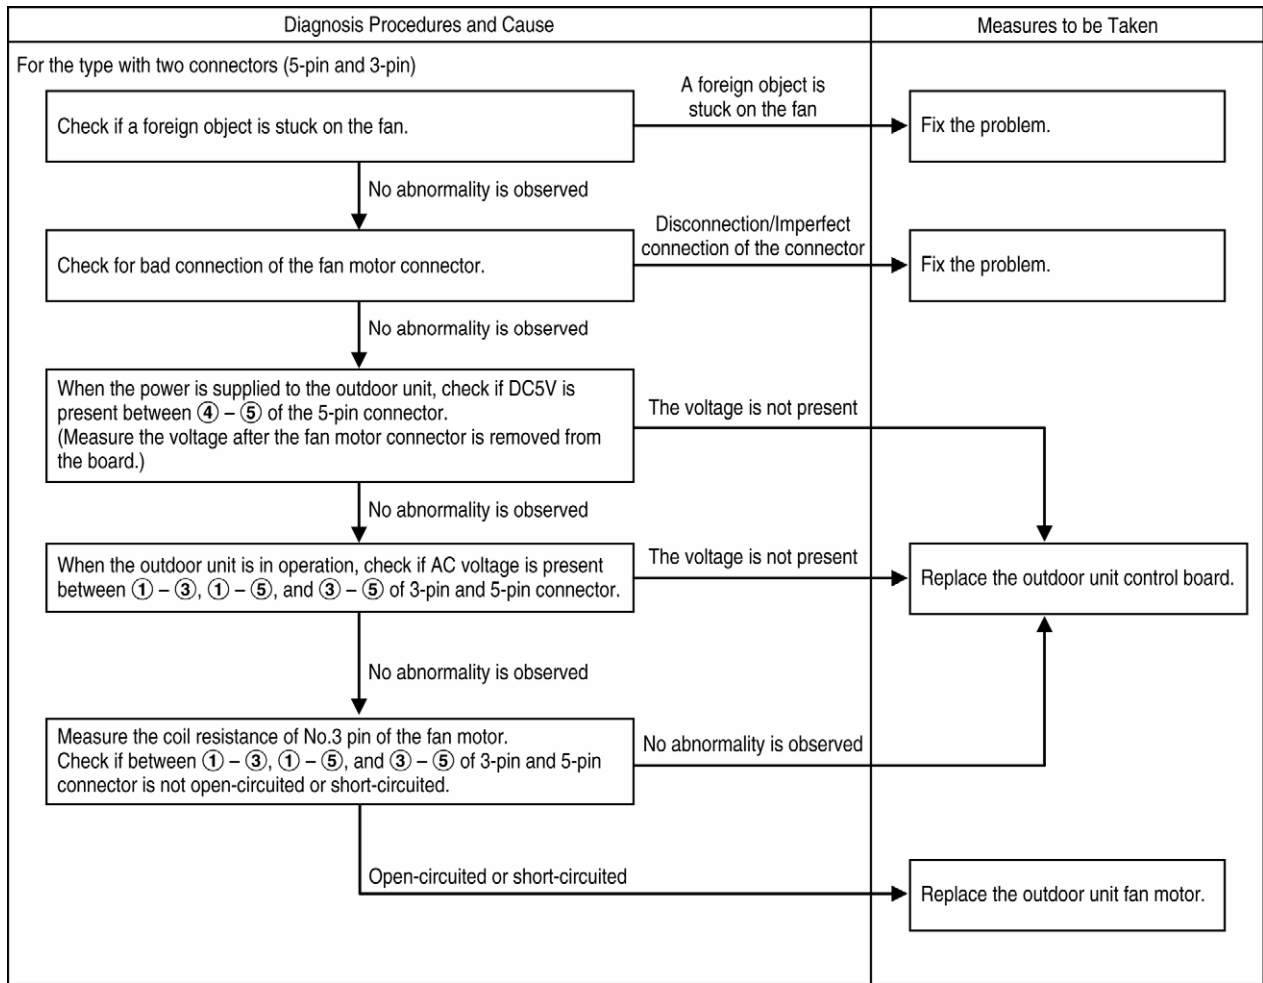 Diagnosis Procedures and Cause
Measures to be Taken
For the type with two connectors (5-pin and 3-pin)
Check if a foreign object is stuck on the fan.
A foreign object is
stuck on the fan
Fix the problem.
No abnormality is observed
Check for bad connection of the fan motor connector.
Disconnection/Imperfect
connection of the connector
Fix the problem.
No abnormality is observed
When the power is supplied to the outdoor unit, check if DC5V is
present between ④ – ⑤ of the 5-pin connector.
(Measure the voltage after the fan motor connector is removed from
the board.)
The voltage is not present
No abnormality is observed
When the outdoor unit is in operation, check if AC voltage is present
between ① – ③, ① – ⑤, and ③ – ⑤ of 3-pin and 5-pin connector.
The voltage is not present
Replace the outdoor unit control board.
No abnormality is observed
Measure the coil resistance of No.3 pin of the fan motor.
Check if between ① – ③, ① – ⑤, and ③ – ⑤ of 3-pin and 5-pin
connector is not open-circuited or short-circuited.
No abnormality is observed
Open-circuited or short-circuited
Replace the outdoor unit fan motor.